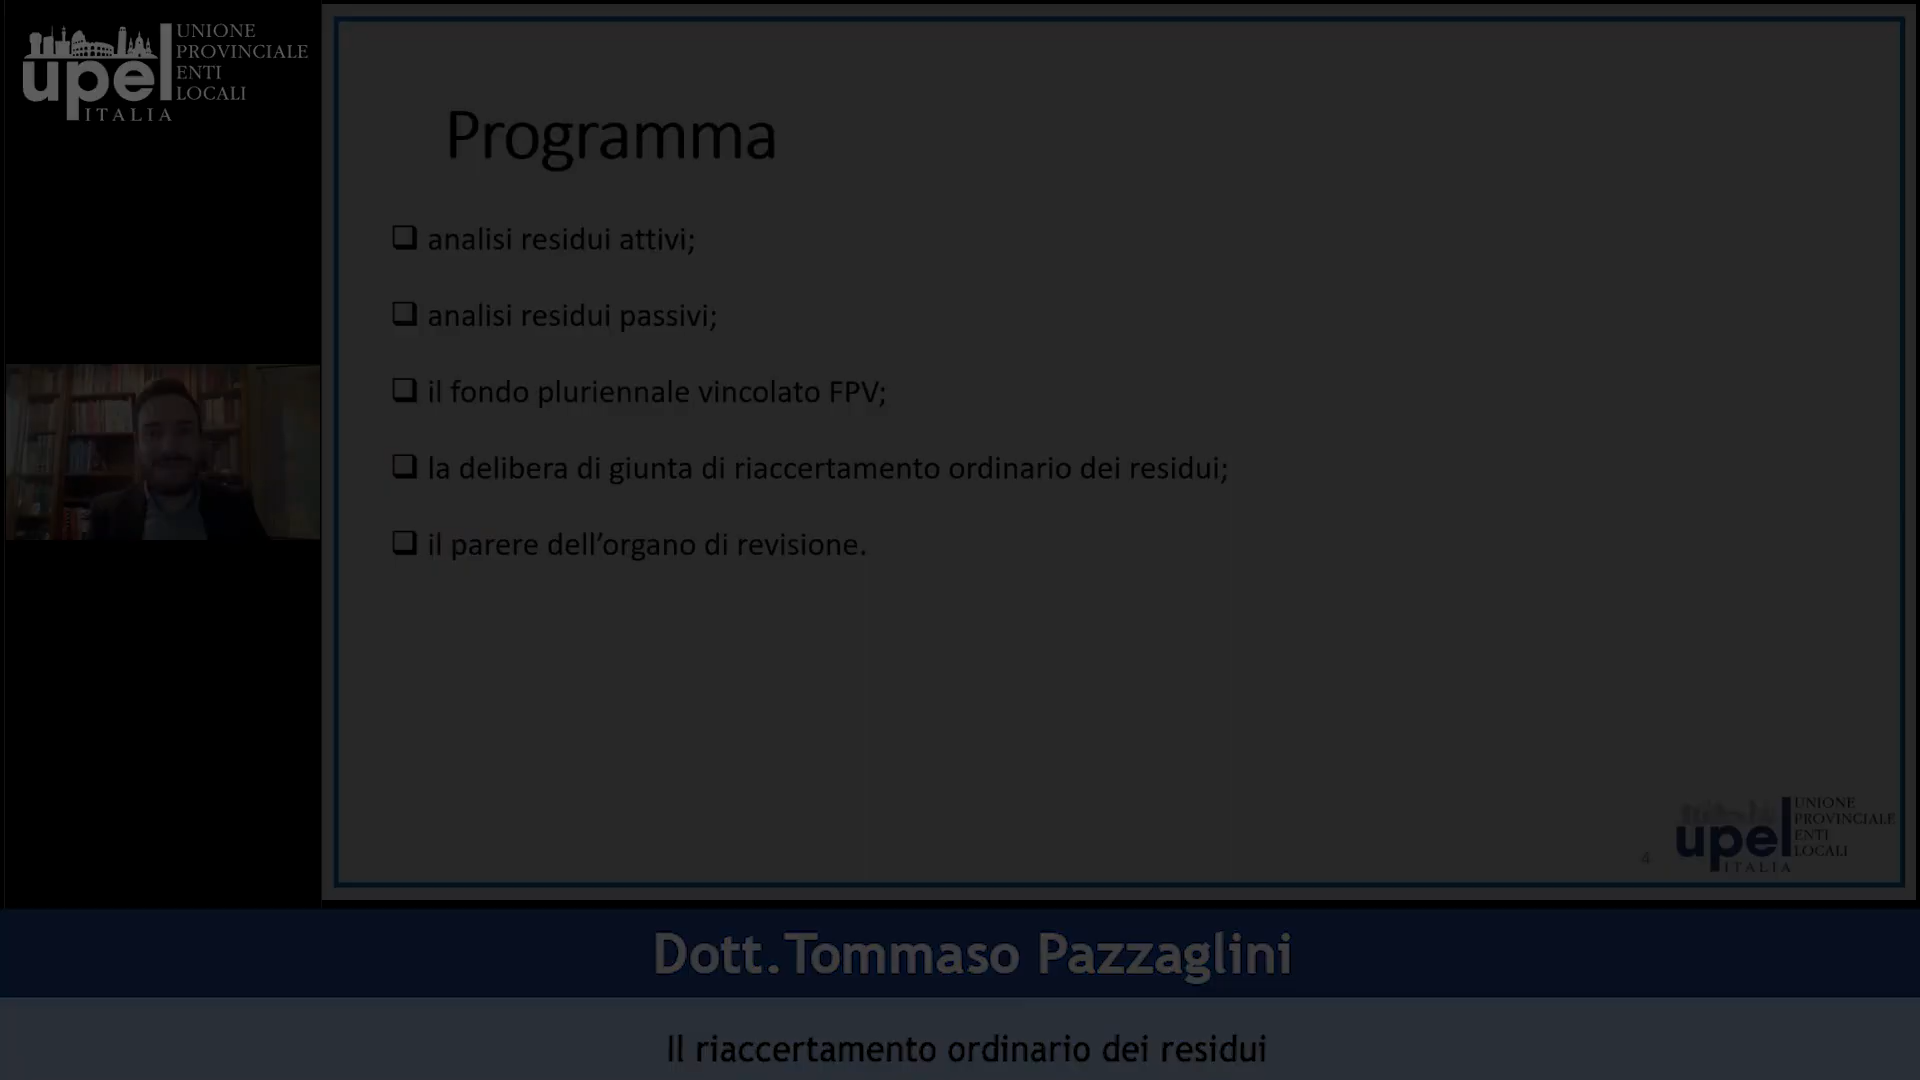 upel
UNIONE
PROVINCIALE
ENTI
LOCALI
ITALIA
Programma
❑ analisi residui attivi;
❑ analisi residui passivi;
❑ il fondo pluriennale vincolato FPV;
❑ la delibera di giunta di riaccertamento ordinario dei residui;
❑ il parere dell’organo di revisione.
4
upel
UNIONE
PROVINCIALE
ENTI
LOCALI
ITALIA
Dott.Tommaso Pazzaglini
Il riaccertamento ordinario dei residui